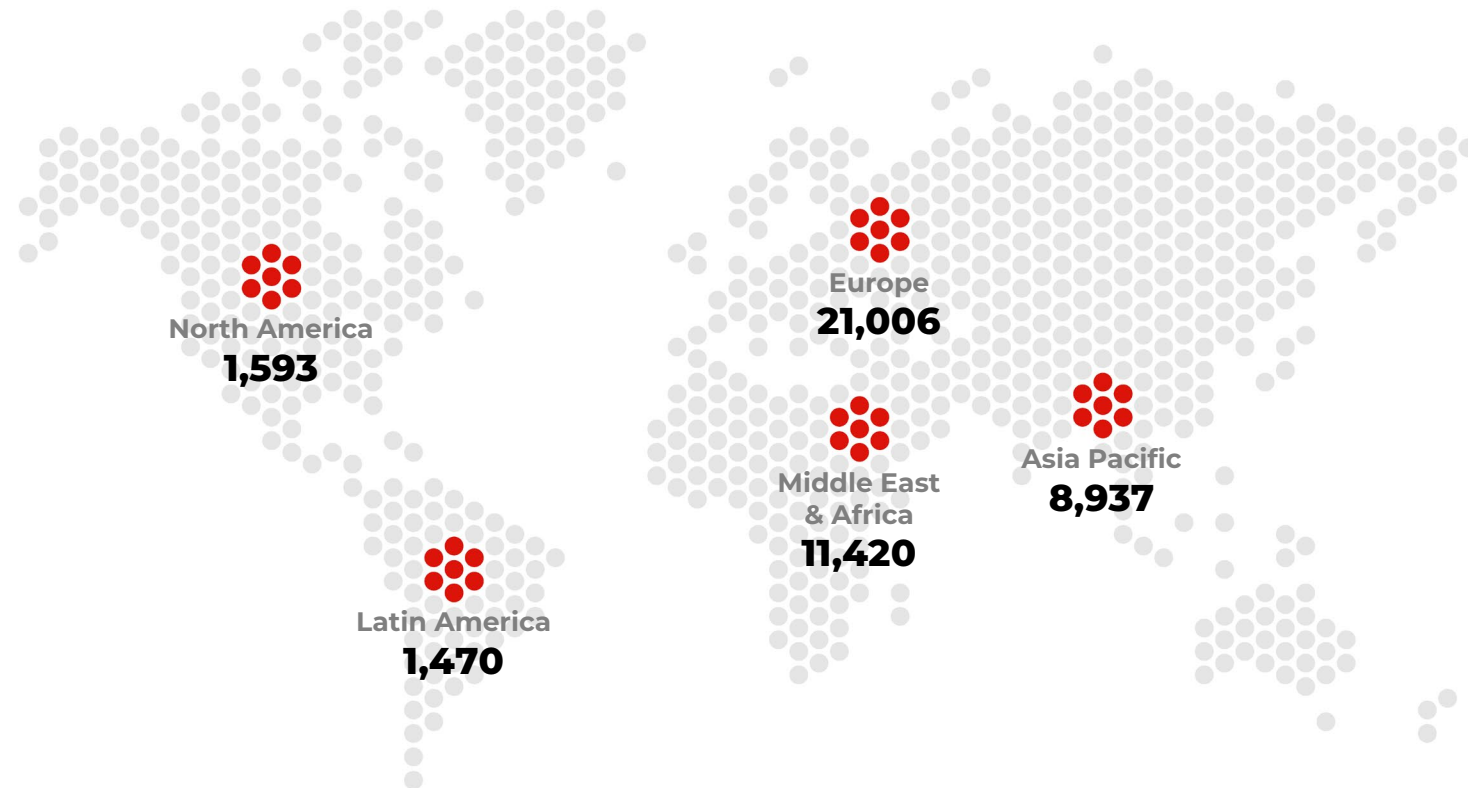 Europe
21,006
North America
1,593
Asia Pacific
8,937
Middle East
& Africa
11,420
Latin America
1,470